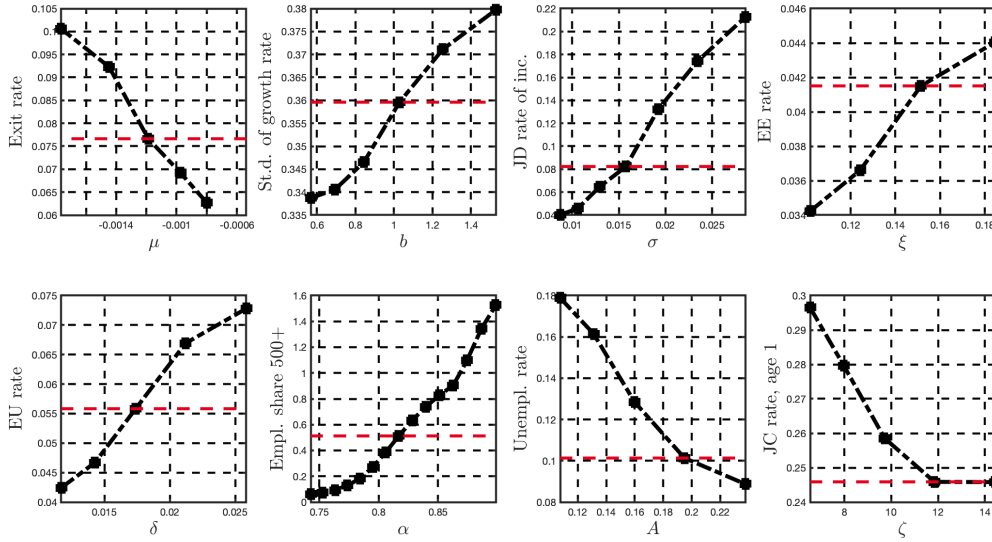 Exit rate
0.105
0.1
0.095
0.09
0.085
0.08
0.075
0.07
0.065
0.06
-0.0014 -0.001 -0.0006
μ
St.d. of growth rate
0.38
0.375
0.37
0.365
0.36
0.355
0.35
0.345
0.34
0.335
0.6 0.8 1 1.2 1.4
b
JD rate of inc.
0.22
0.2
0.18
0.16
0.14
0.12
0.1
0.08
0.06
0.04
0.01 0.015 0.02 0.025
σ
EE rate
0.046
0.044
0.042
0.04
0.038
0.036
0.034
0.12 0.14 0.16 0.18
ξ
EU rate
0.075
0.07
0.065
0.06
0.055
0.05
0.045
0.04
0.015 0.02 0.025
δ
Empl. share 500+
1.6
1.4
1.2
1
0.8
0.6
0.4
0.2
0
0.75 0.8 0.85
α
Unempl. rate
0.18
0.16
0.14
0.12
0.1
0.08
0.12 0.14 0.16 0.18 0.2 0.22
A
JC rate, age 1
0.3
0.29
0.28
0.27
0.26
0.25
0.24
8 10 12 14
ζ